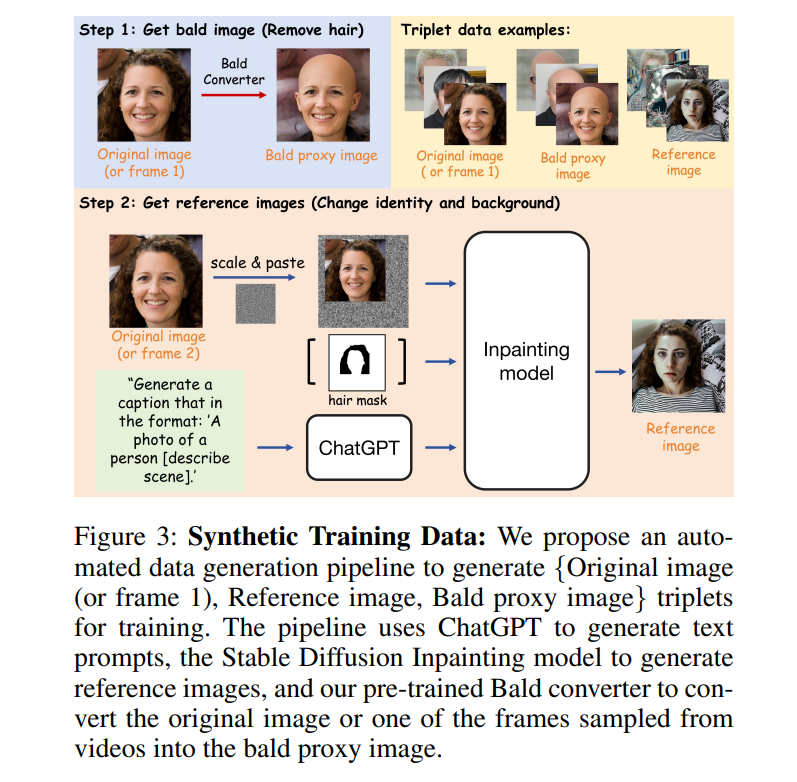 Step 1: Get bald image (Remove hair)
Bald
Converter
Original image
(or frame 1)
Bald proxy image
Triplet data examples:
Original image
( or frame 1)
Bald proxy
image
Reference
image
Step 2: Get reference images (Change identity and background)
scale & paste
Original image
(or frame 2)
hair mask
“Generate a
caption that in
the format: ‘A
photo of a
person [describe
scene].’
ChatGPT
Inpainting
model
Reference
image
Figure 3: Synthetic Training Data: We propose an auto-
mated data generation pipeline to generate {Original image
(or frame 1), Reference image, Bald proxy image} triplets
for training. The pipeline uses ChatGPT to generate text
prompts, the Stable Diffusion Inpainting model to generate
reference images, and our pre-trained Bald converter to con-
vert the original image or one of the frames sampled from
videos into the bald proxy image.